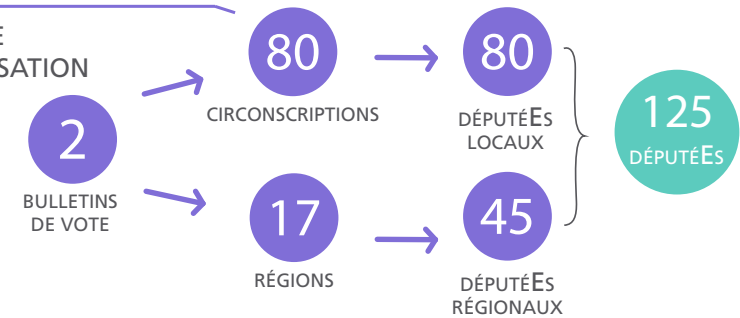 E
SATION
2
BULLETINS
DE VOTE
80
CIRCONSCRIPTIONS
80
DÉPUTÉEs
LOCAUX
17
RÉGIONS
45
DÉPUTÉEs
RÉGIONAUX
125
DÉPUTÉEs